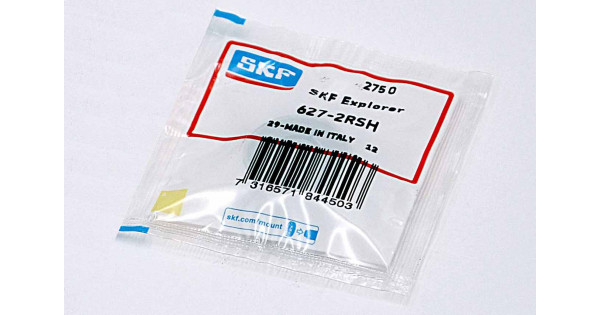 SKF
2750
SKF Explorer
627-2RSH
29-MADE IN ITALY 12
7 316571 844503
skf.com/mount